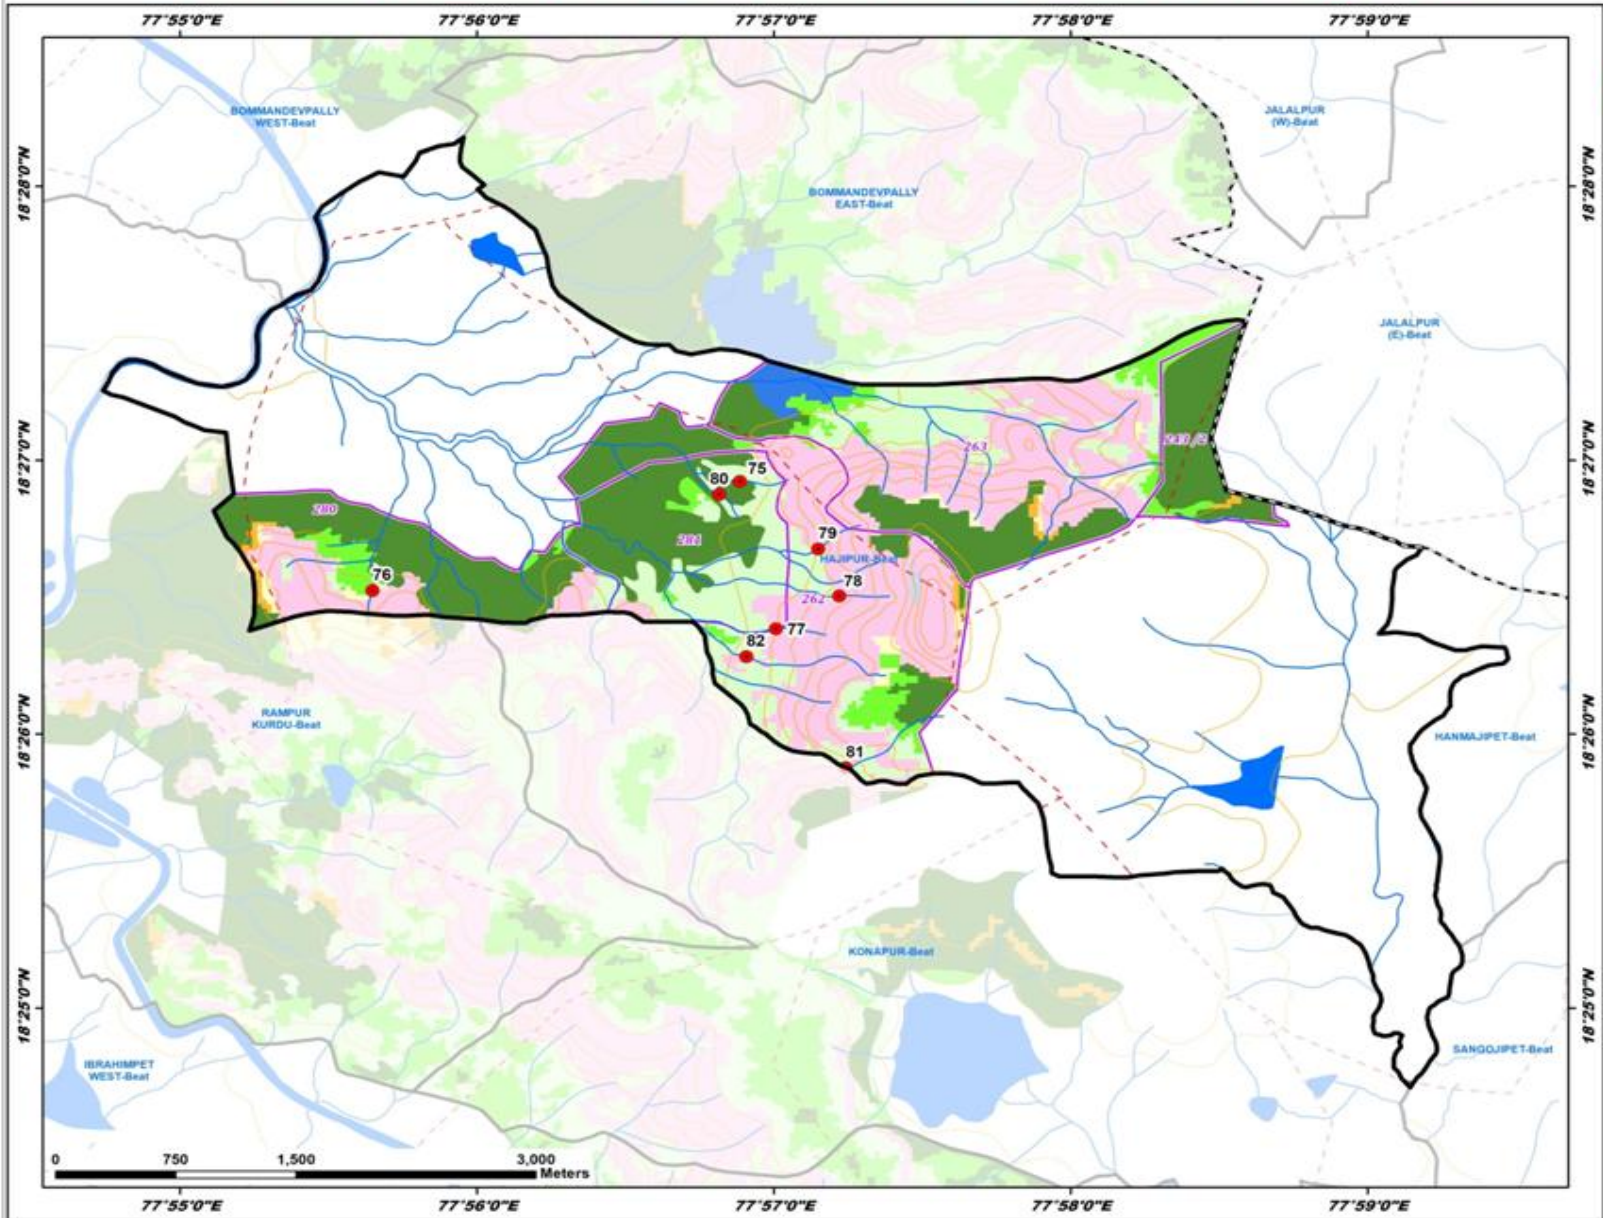 77°55'0"E 77°56'0"E 77°57'0"E 77°58'0"E 77°59'0"E
BOMMANDEVPALLY
WEST-Beat
JALALPUR
(W)-Beat
18°28'0"N 18°28'0"N
BOMMANDEVPALLY
EAST-Beat
JALALPUR
(E)-Beat
18°27'0"N 18°27'0"N
263
243 /2
75
80
280
281
79
HAJIPUR-Beat
76
78
262
77
82
RAMPUR
KURDU-Beat
18°26'0"N 18°26'0"N
HANMAJIPET-Beat
81
KONAPUR-Beat
18°25'0"N 18°25'0"N
SANGOJIPET-Beat
IBRAHIMPET
WEST-Beat
0 750 1,500 3,000
Meters
77°55'0"E 77°56'0"E 77°57'0"E 77°58'0"E 77°59'0"E